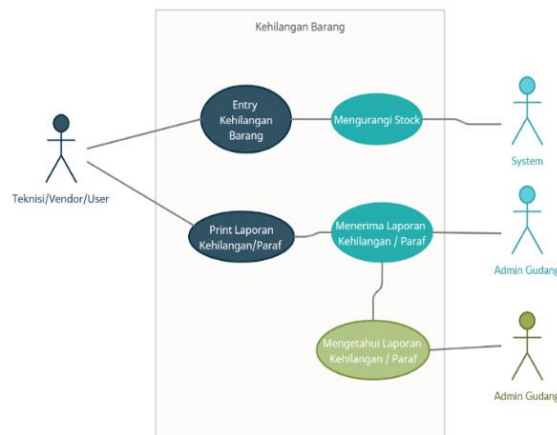 Kehilangan Barang
Entry
Kehilangan
Barang
Mengurangi Stock
System
Teknisi/Vendor/User
Print Laporan
Kehilangan/Paraf
Menerima Laporan
Kehilangan / Paraf
Admin Gudang
Mengetahui Laporan
Kehilangan / Paraf
Admin Gudang